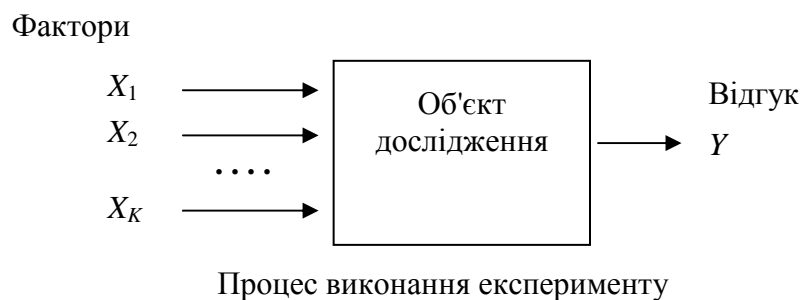 Фактори
X1
Об'єкт
Відгук
X2
дослідження
Y
....
XK
Процес виконання експерименту